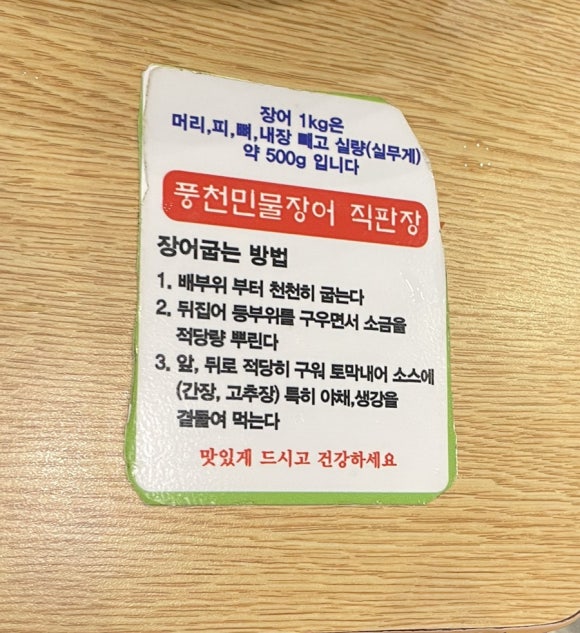 장어 1kg은
머리,피,뼈,내장 빼고 실량(실무게)
약 500g 입니다
풍천민물장어 직판장
장어굽는 방법
1. 배부위 부터 천천히 굽는다
2. 뒤집어 등부위를 구우면서 소금을
적당량 뿌린다
3. 앞, 뒤로 적당히 구워 토막내어 소스에
(간장, 고추장) 특히 야채,생강을
곁들여 먹는다
맛있게 드시고 건강하세요